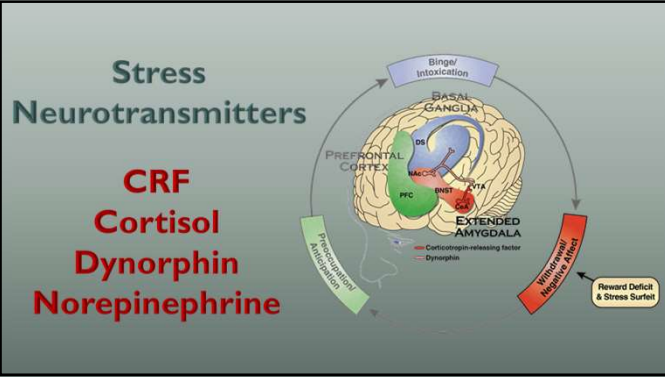 Stress
Neurotransmitters
CRF
Cortisol
Dynorphin
Norepinephrine
Binge/
Intoxication
BASAL
GANGLIA
DS
PREFRONTAL
CORTEX
NAc
VTA
BNST
PFC
CeA
EXTENDED
AMYGDALA
Corticotropin-releasing factor
Dynorphin
Preoccupation/
Anticipation
Withdrawal/
Negative Affect
Reward Deficit
& Stress Surfeit